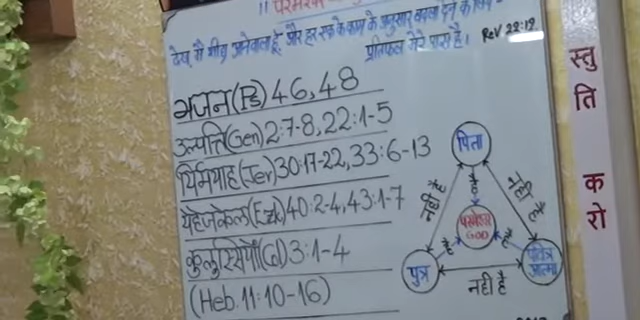 देख, मैं शीघ्र आनेवाला हूँ, और हर एक के काम के अनुसार बदला देने के लिये
प्रतिफल मेरे पास है। Rev 22:12
भजन(Ps) 46,48
उत्पत्ति(Gen) 2:7-8,22:1-5
यिर्मयाह(Jer)30:17-22,33:6-13
येहेजकेल(Ezek)40:2-4,43:1-7
कुलुस्सियों(Col)3:1-4
(Heb.11:10-16)
पिता
है
नहीं है
नहीं है
परमेश्वर
GOD
है
है
पुत्र
पवित्र
आत्मा
नहीं है
स्तु
ति
क
रो